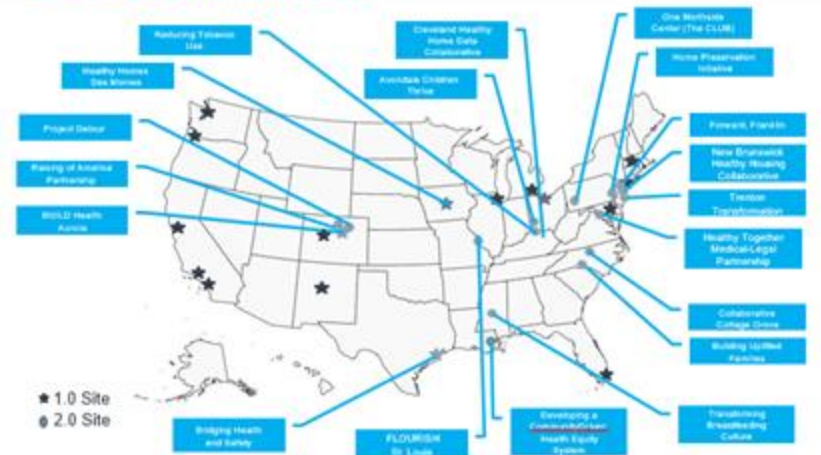 Reducing Tobacco
Use
Cleveland Healthy
Home Data
Collaborative
One Northside
Center (The CLUB)
Healthy Homes
Des Moines
Avondale Children
Thrive
Home Preservation
Initiative
Project Detour
Forward, Franklin
Raising of America
Partnership
New Brunswick
Healthy Housing
Collaborative
BUILD Health
Aurora
Trenton
Transformation
Healthy Together
Medical-Legal
Partnership
Collaborative
Cottage Grove
Building Uplifted
Families
1.0 Site
2.0 Site
Bridging Health
and Safety
FLOURISH
St. Louis
Developing a
Health Equity
System
Transforming
Breastfeeding
Culture